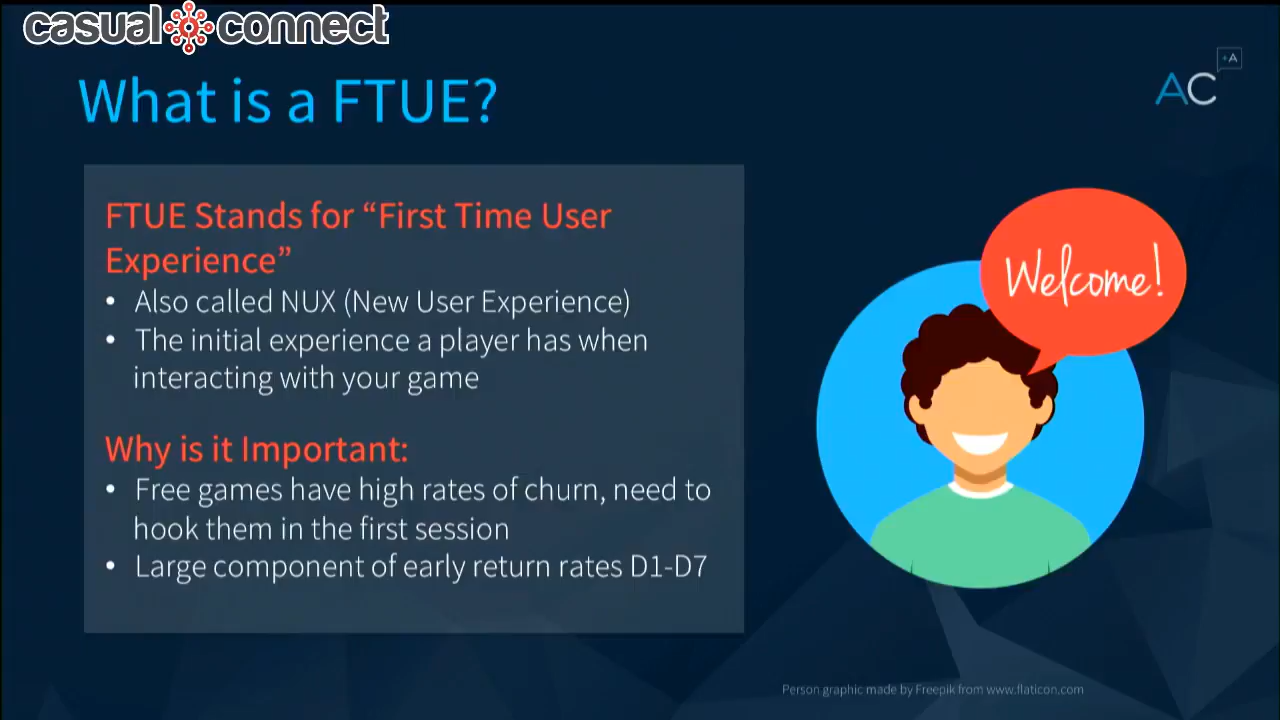 casual connect
What is a FTUE?
+A
AC
FTUE Stands for “First Time User
Experience”
• Also called NUX (New User Experience)
• The initial experience a player has when
interacting with your game
Why is it Important:
• Free games have high rates of churn, need to
hook them in the first session
• Large component of early return rates D1-D7
Welcome!
Person graphic made by Freepik from www.flaticon.com